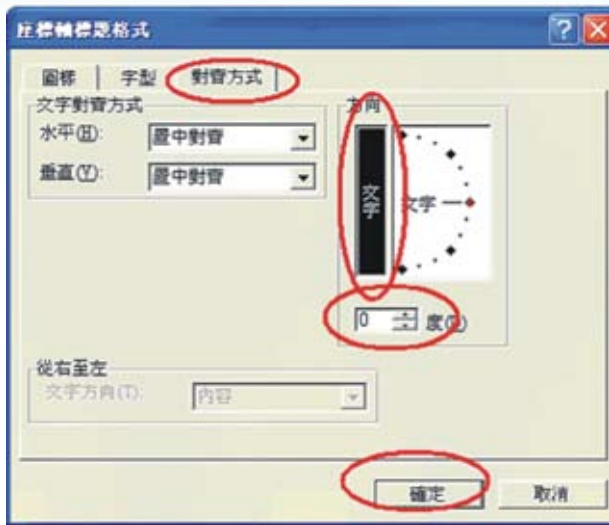 座標軸標題格式
圖樣 字型 對齊方式
文字對齊方式
水平(H): 置中對齊
垂直(V): 置中對齊
方向
文字
文字
0 度(D)
從右至左
文字方向(T): 內容
確定 取消